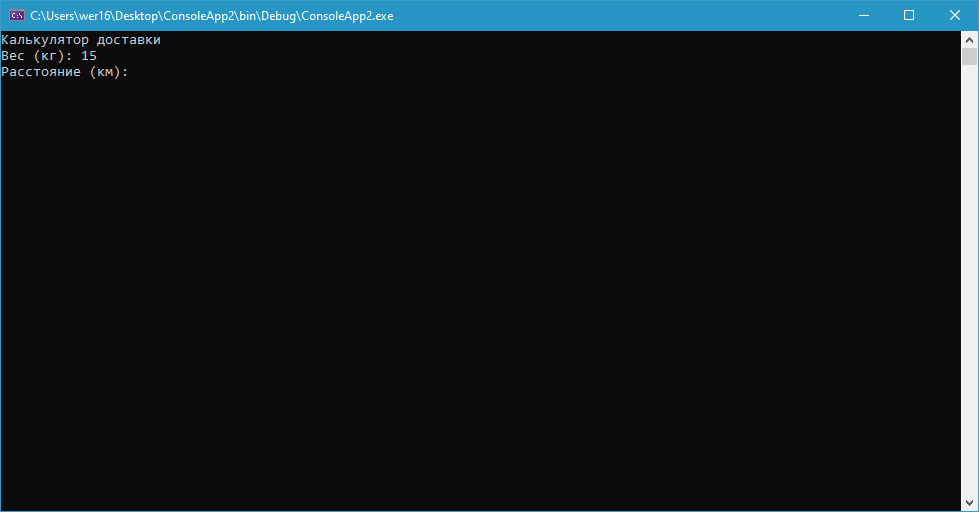 C:\Users\wer16\Desktop\ConsoleApp2\bin\Debug\ConsoleApp2.exe
Калькулятор доставки
Вес (кг): 15
Расстояние (км):